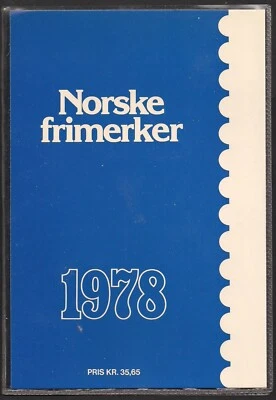 Norske
frimerker
1978
PRIS KR. 35,65